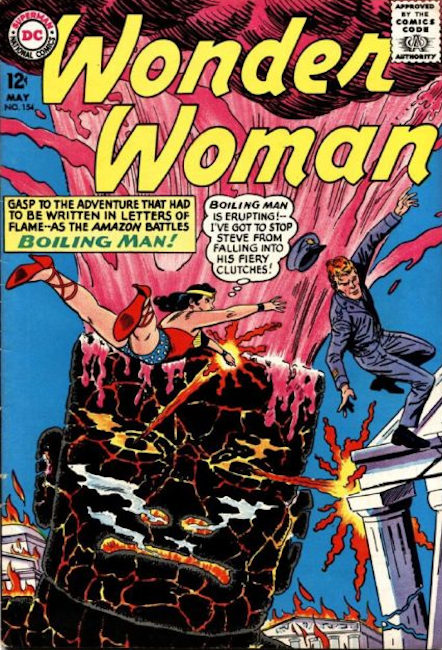 SUPERMAN
DC
NATIONAL COMICS
12¢
MAY
NO. 154
APPROVED
BY THE
COMICS
CODE
CA
AUTHORITY
Wonder
Woman
GASP TO THE ADVENTURE THAT HAD
TO BE WRITTEN IN LETTERS OF
FLAME--AS THE AMAZON BATTLES
BOILING MAN!
BOILING MAN
IS ERUPTING!--
I'VE GOT TO STOP
STEVE FROM
FALLING INTO
HIS FIERY
CLUTCHES!